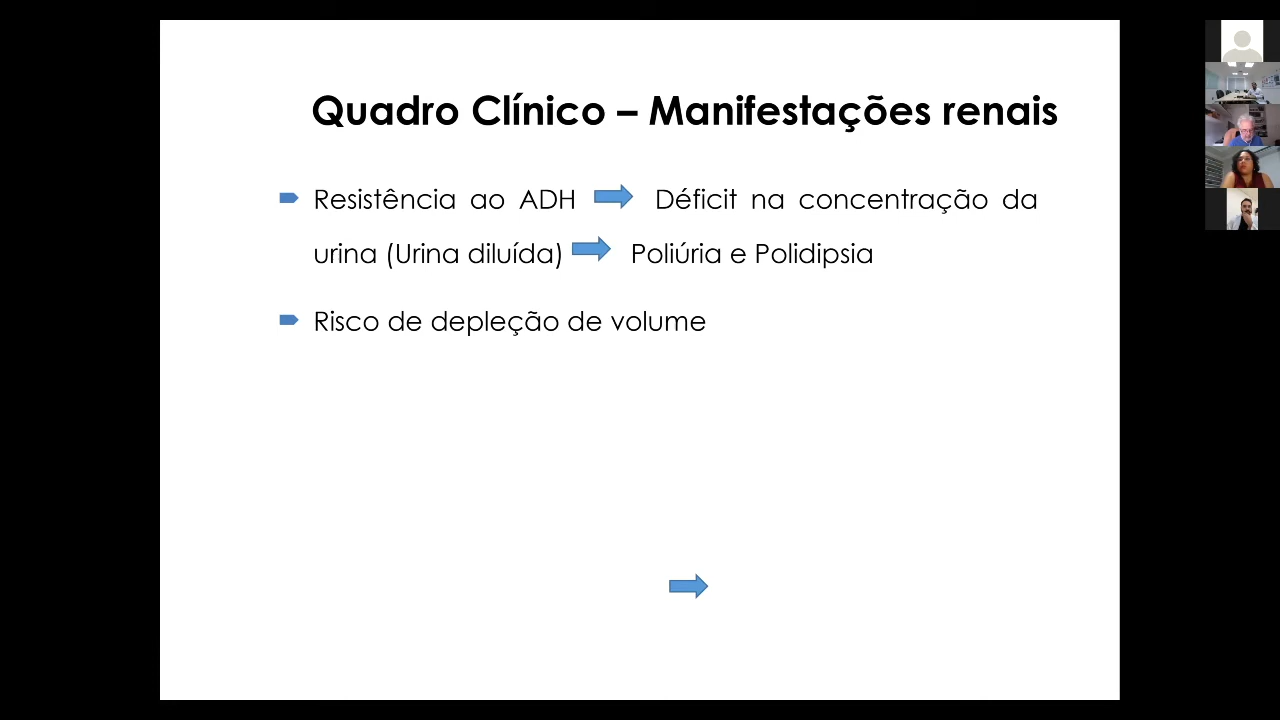 Quadro Clínico – Manifestações renais
Resistência ao ADH Déficit na concentração da
urina (Urina diluída) Poliúria e Polidipsia
Risco de depleção de volume